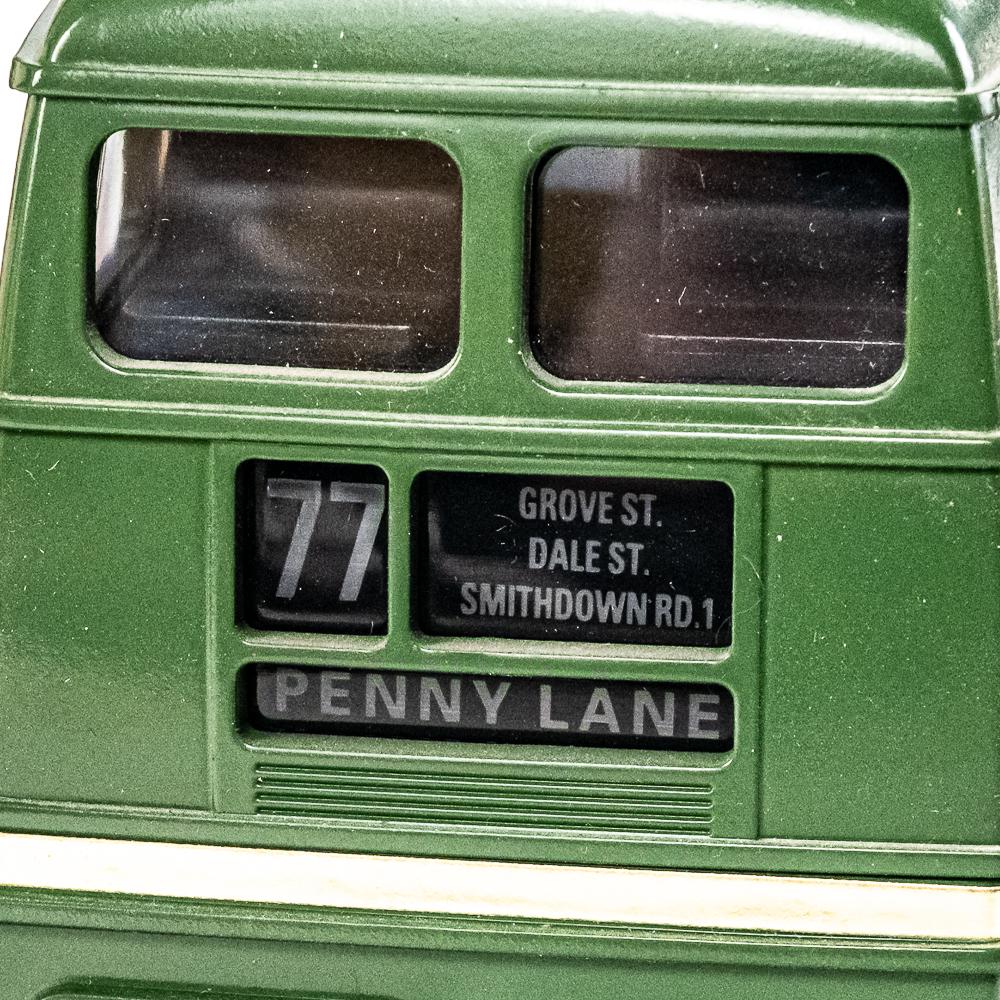 77
GROVE ST.
DALE ST.
SMITHDOWN RD.1
PENNY LANE